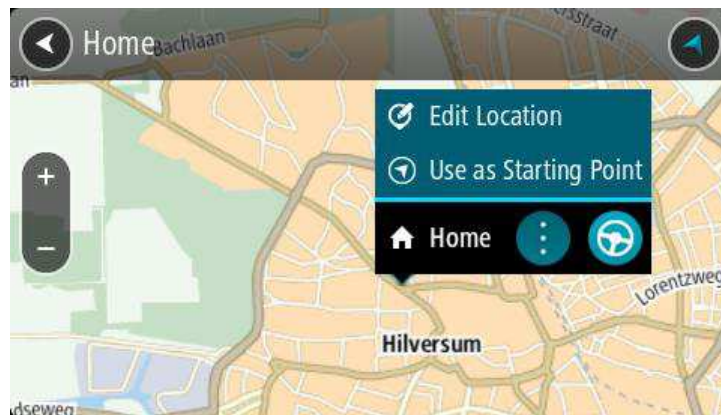 Home
Bachlaan
Edit Location
Use as Starting Point
+
Home
−
Lorentzweg
Hilversum